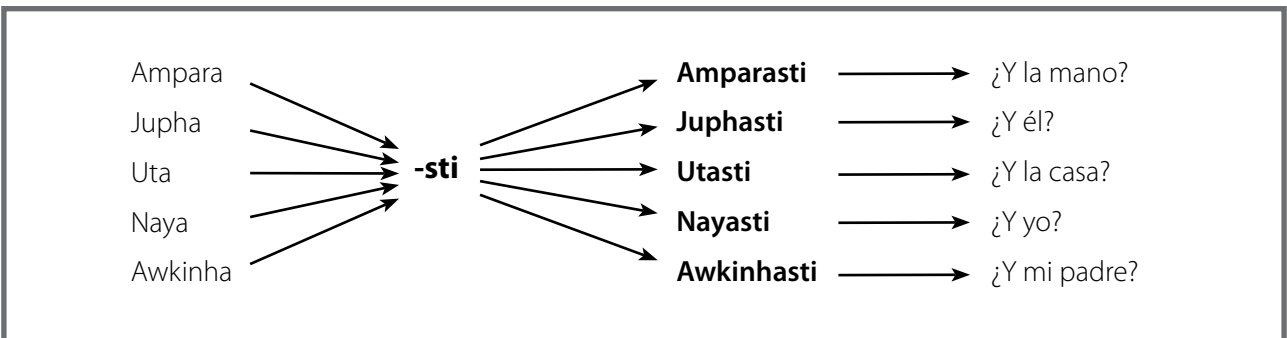 Ampara Amparasti ¿Y la mano?
Jupha Juphasti ¿Y él?
Uta -sti Utasti ¿Y la casa?
Naya Nayasti ¿Y yo?
Awkinha Awkinhasti ¿Y mi padre?